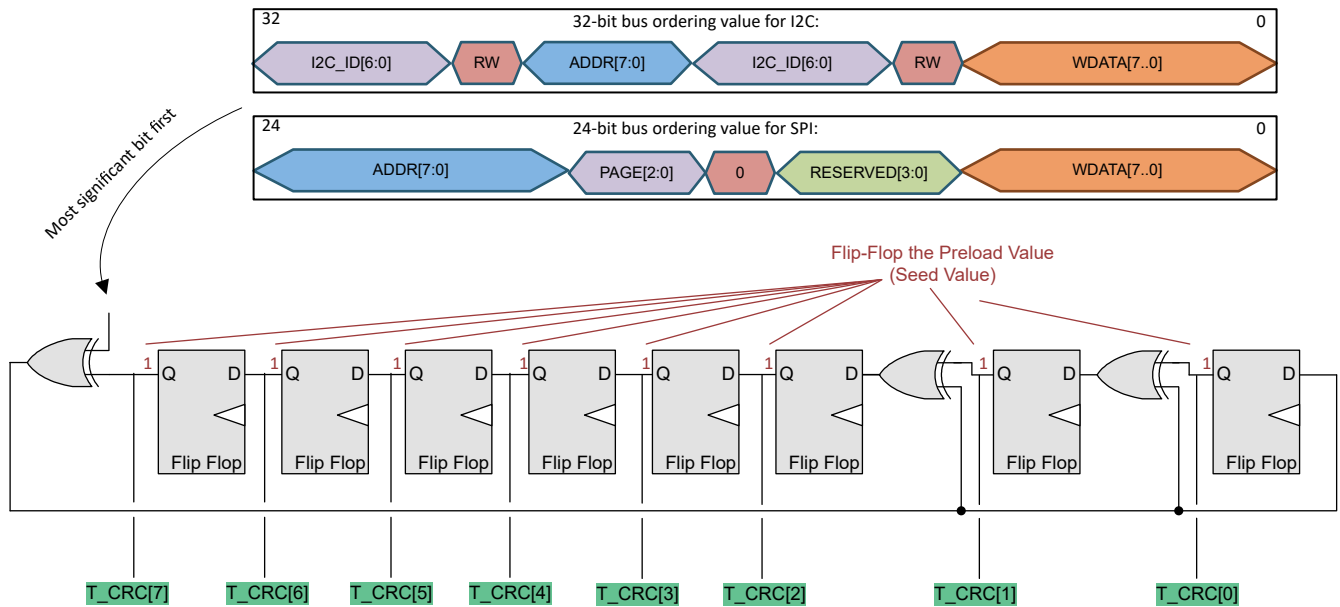 32 32-bit bus ordering value for I2C: 0
I2C_ID[6:0] RW ADDR[7:0] I2C_ID[6:0] RW WDATA[7..0]
24 24-bit bus ordering value for SPI: 0
ADDR[7:0] PAGE[2:0] 0 RESERVED[3:0] WDATA[7..0]
Most significant bit first
Flip-Flop the Preload Value
(Seed Value)
1 1 1 1 1 1 1 1
Q D Q D Q D Q D Q D Q D Q D Q D
Flip Flop Flip Flop Flip Flop Flip Flop Flip Flop Flip Flop Flip Flop Flip Flop
T_CRC[7] T_CRC[6] T_CRC[5] T_CRC[4] T_CRC[3] T_CRC[2] T_CRC[1] T_CRC[0]